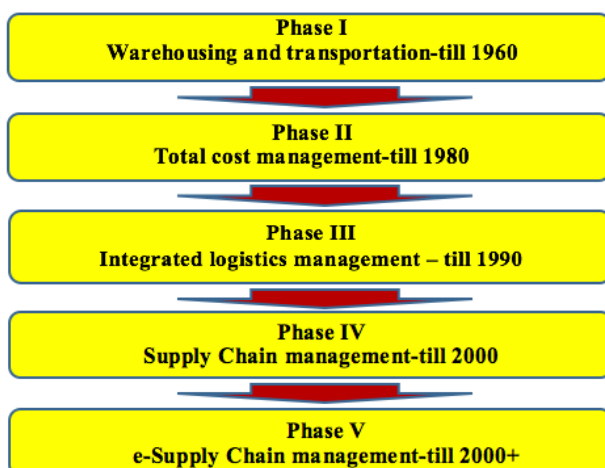 Phase I
Warehousing and transportation-till 1960
Phase II
Total cost management-till 1980
Phase III
Integrated logistics management – till 1990
Phase IV
Supply Chain management-till 2000
Phase V
e-Supply Chain management-till 2000+